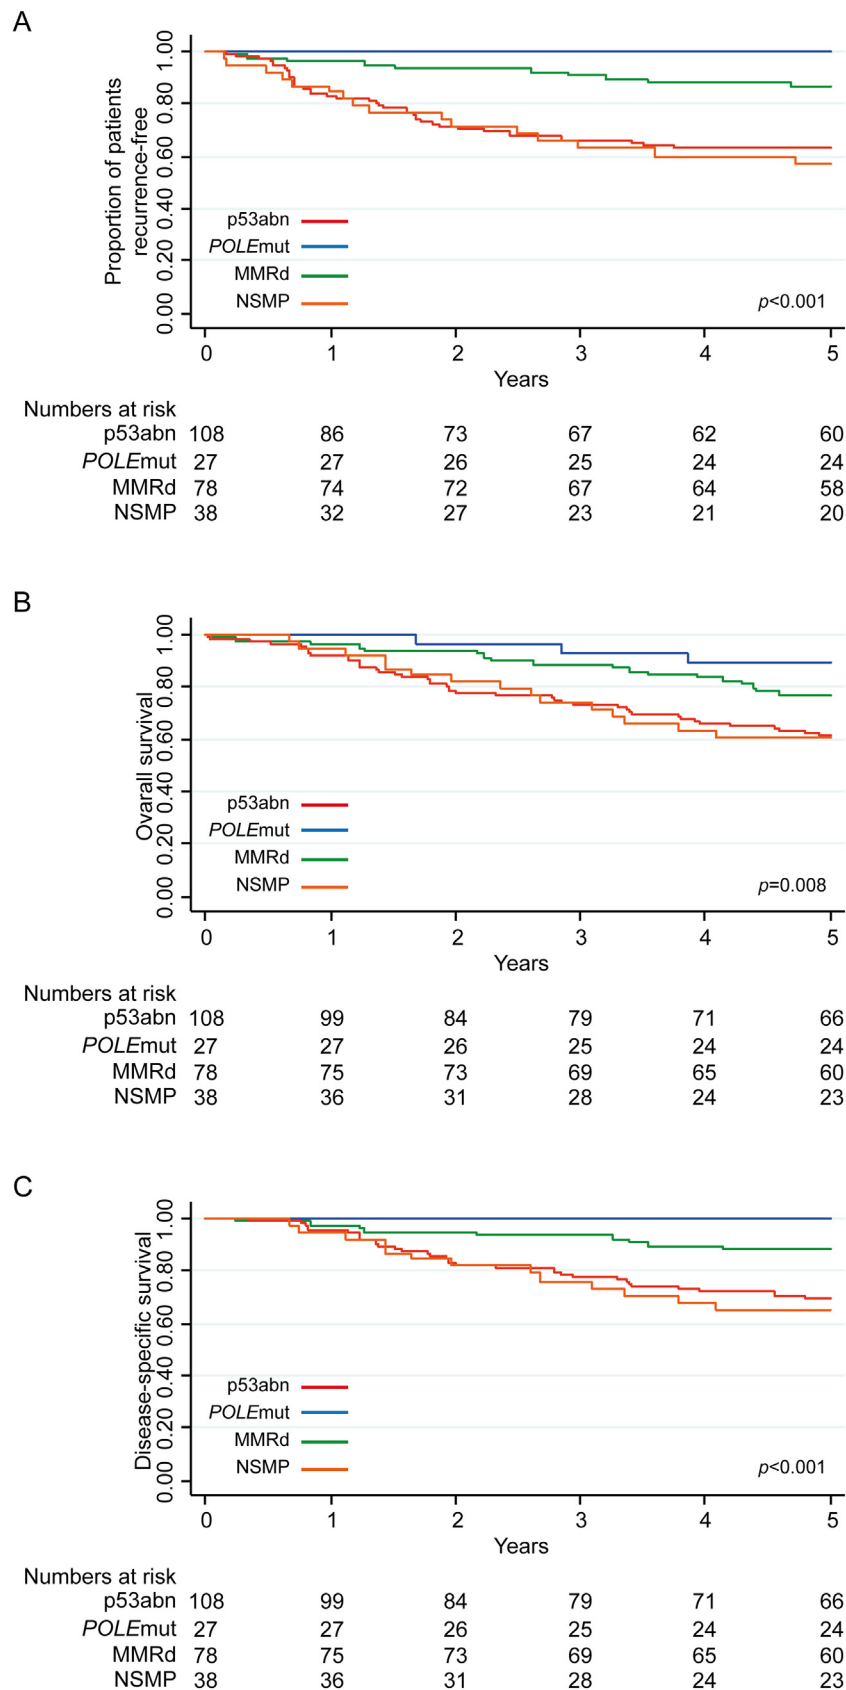 A
Proportion of patients
recurrence-free
1.00
0.80
0.60
0.40
0.20
0.00
p53abn
POLEmut
MMRd
NSMP
p<0.001
0 1 2 3 4 5
Years
Numbers at risk
p53abn 108 86 73 67 62 60
POLEmut 27 27 26 25 24 24
MMRd 78 74 72 67 64 58
NSMP 38 32 27 23 21 20
B
Ovarall survival
1.00
0.80
0.60
0.40
0.20
0.00
p53abn
POLEmut
MMRd
NSMP
p=0.008
0 1 2 3 4 5
Years
Numbers at risk
p53abn 108 99 84 79 71 66
POLEmut 27 27 26 25 24 24
MMRd 78 75 73 69 65 60
NSMP 38 36 31 28 24 23
C
Disease-specific survival
1.00
0.80
0.60
0.40
0.20
0.00
p53abn
POLEmut
MMRd
NSMP
p<0.001
0 1 2 3 4 5
Years
Numbers at risk
p53abn 108 99 84 79 71 66
POLEmut 27 27 26 25 24 24
MMRd 78 75 73 69 65 60
NSMP 38 36 31 28 24 23